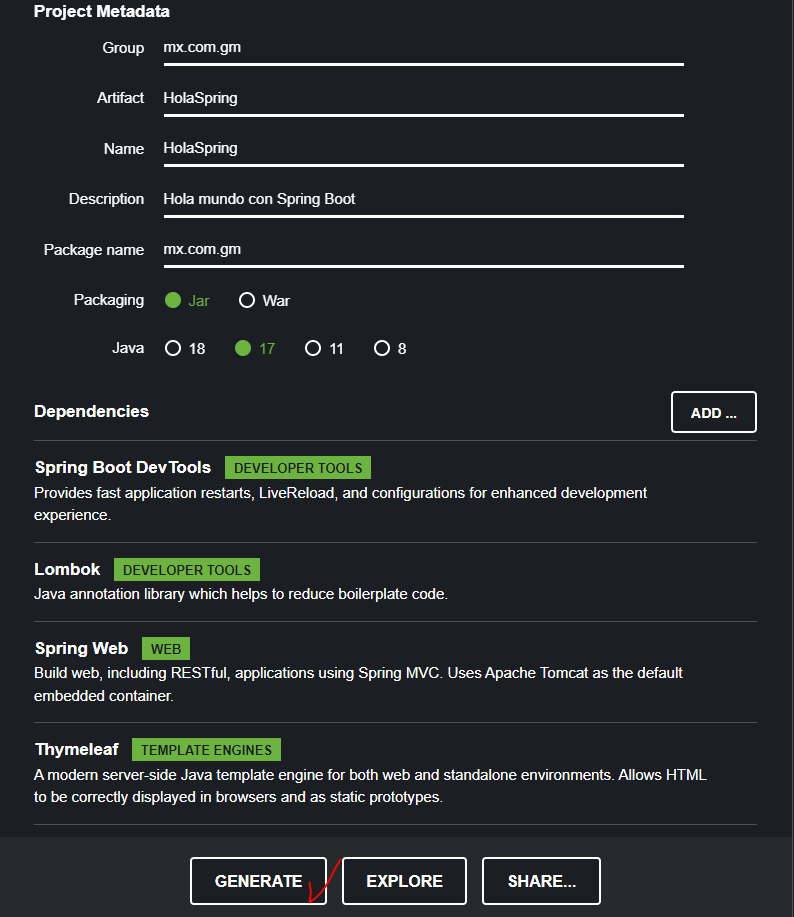 Project Metadata
Group mx.com.gm
Artifact HolaSpring
Name HolaSpring
Description Hola mundo con Spring Boot
Package name mx.com.gm
Packaging Jar War
Java 18 17 11 8
Dependencies ADD ...
Spring Boot DevTools DEVELOPER TOOLS
Provides fast application restarts, LiveReload, and configurations for enhanced development
experience.
Lombok DEVELOPER TOOLS
Java annotation library which helps to reduce boilerplate code.
Spring Web WEB
Build web, including RESTful, applications using Spring MVC. Uses Apache Tomcat as the default
embedded container.
Thymeleaf TEMPLATE ENGINES
A modern server-side Java template engine for both web and standalone environments. Allows HTML
to be correctly displayed in browsers and as static prototypes.
GENERATE EXPLORE SHARE...